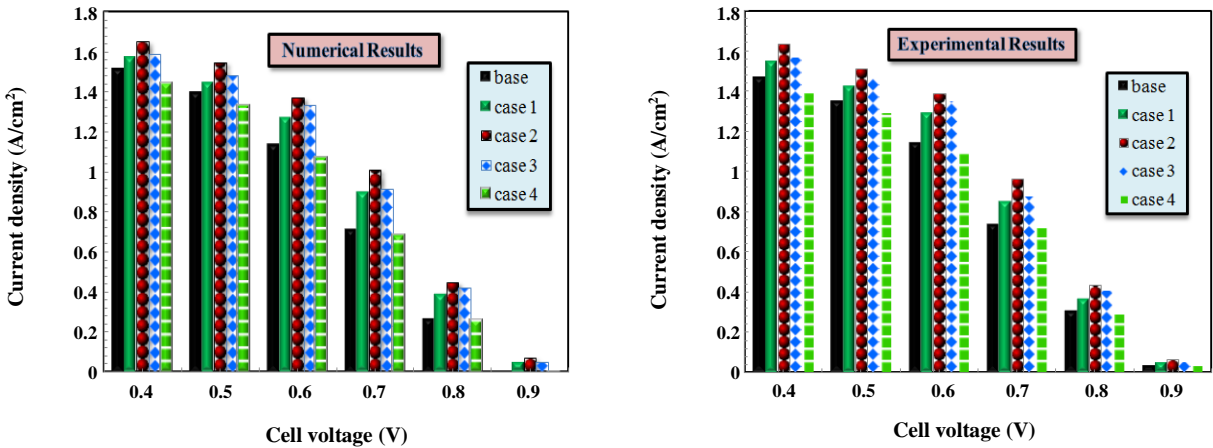 Numerical Results
Current density (A/cm²)
1.8
1.6
1.4
1.2
1
0.8
0.6
0.4
0.2
0
base
case 1
case 2
case 3
case 4
0.4 0.5 0.6 0.7 0.8 0.9
Cell voltage (V)
Experimental Results
Current density (A/cm²)
1.8
1.6
1.4
1.2
1
0.8
0.6
0.4
0.2
0
base
case 1
case 2
case 3
case 4
0.4 0.5 0.6 0.7 0.8 0.9
Cell voltage (V)